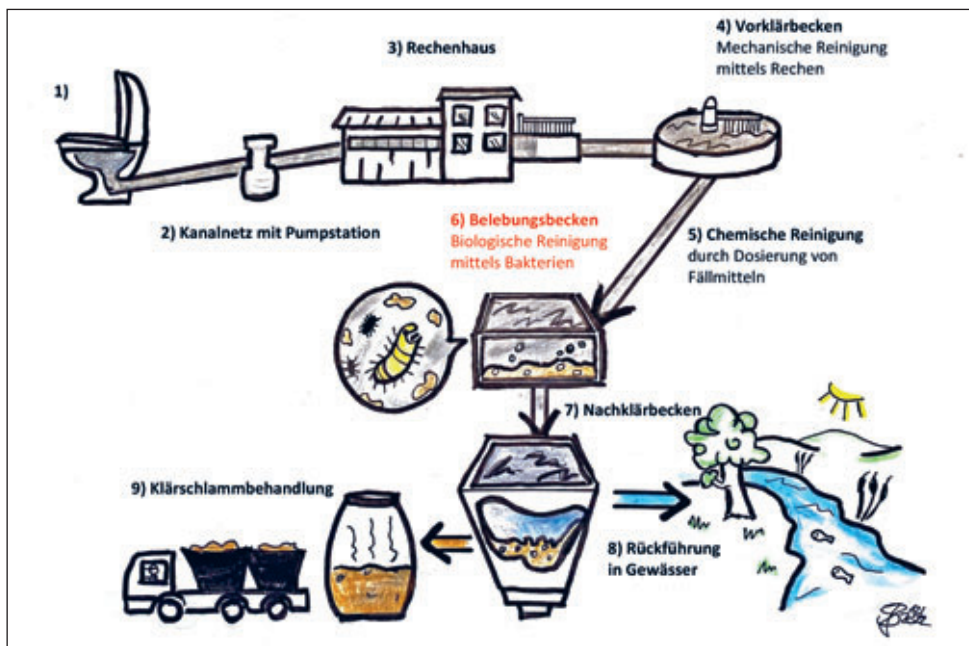 1)
2) Kanalnetz mit Pumpstation
3) Rechenhaus
4) Vorklärbecken
Mechanische Reinigung
mittels Rechen
5) Chemische Reinigung
durch Dosierung von
Fällmitteln
6) Belebungsbecken
Biologische Reinigung
mittels Bakterien
7) Nachklärbecken
8) Rückführung
in Gewässer
9) Klärschlammbehandlung